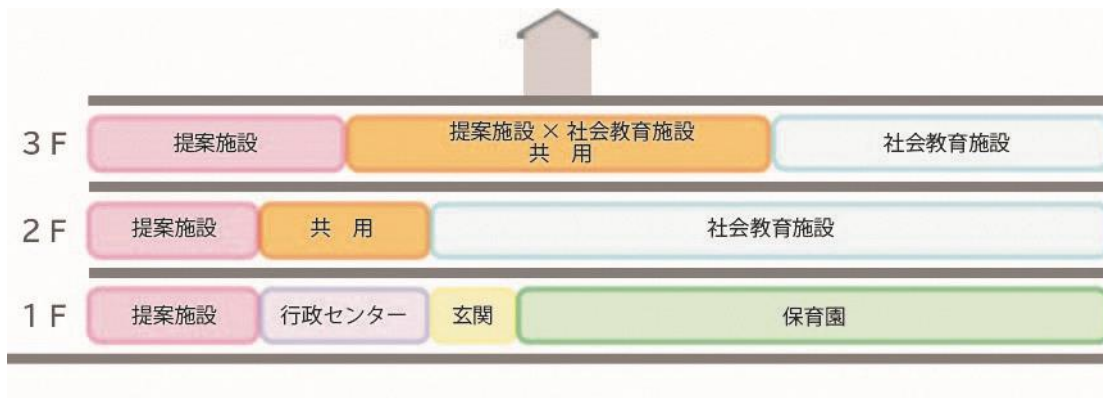 3F
提案施設
提案施設 × 社会教育施設
共　用
社会教育施設
2F
提案施設
共　用
社会教育施設
1F
提案施設
行政センター
玄関
保育園